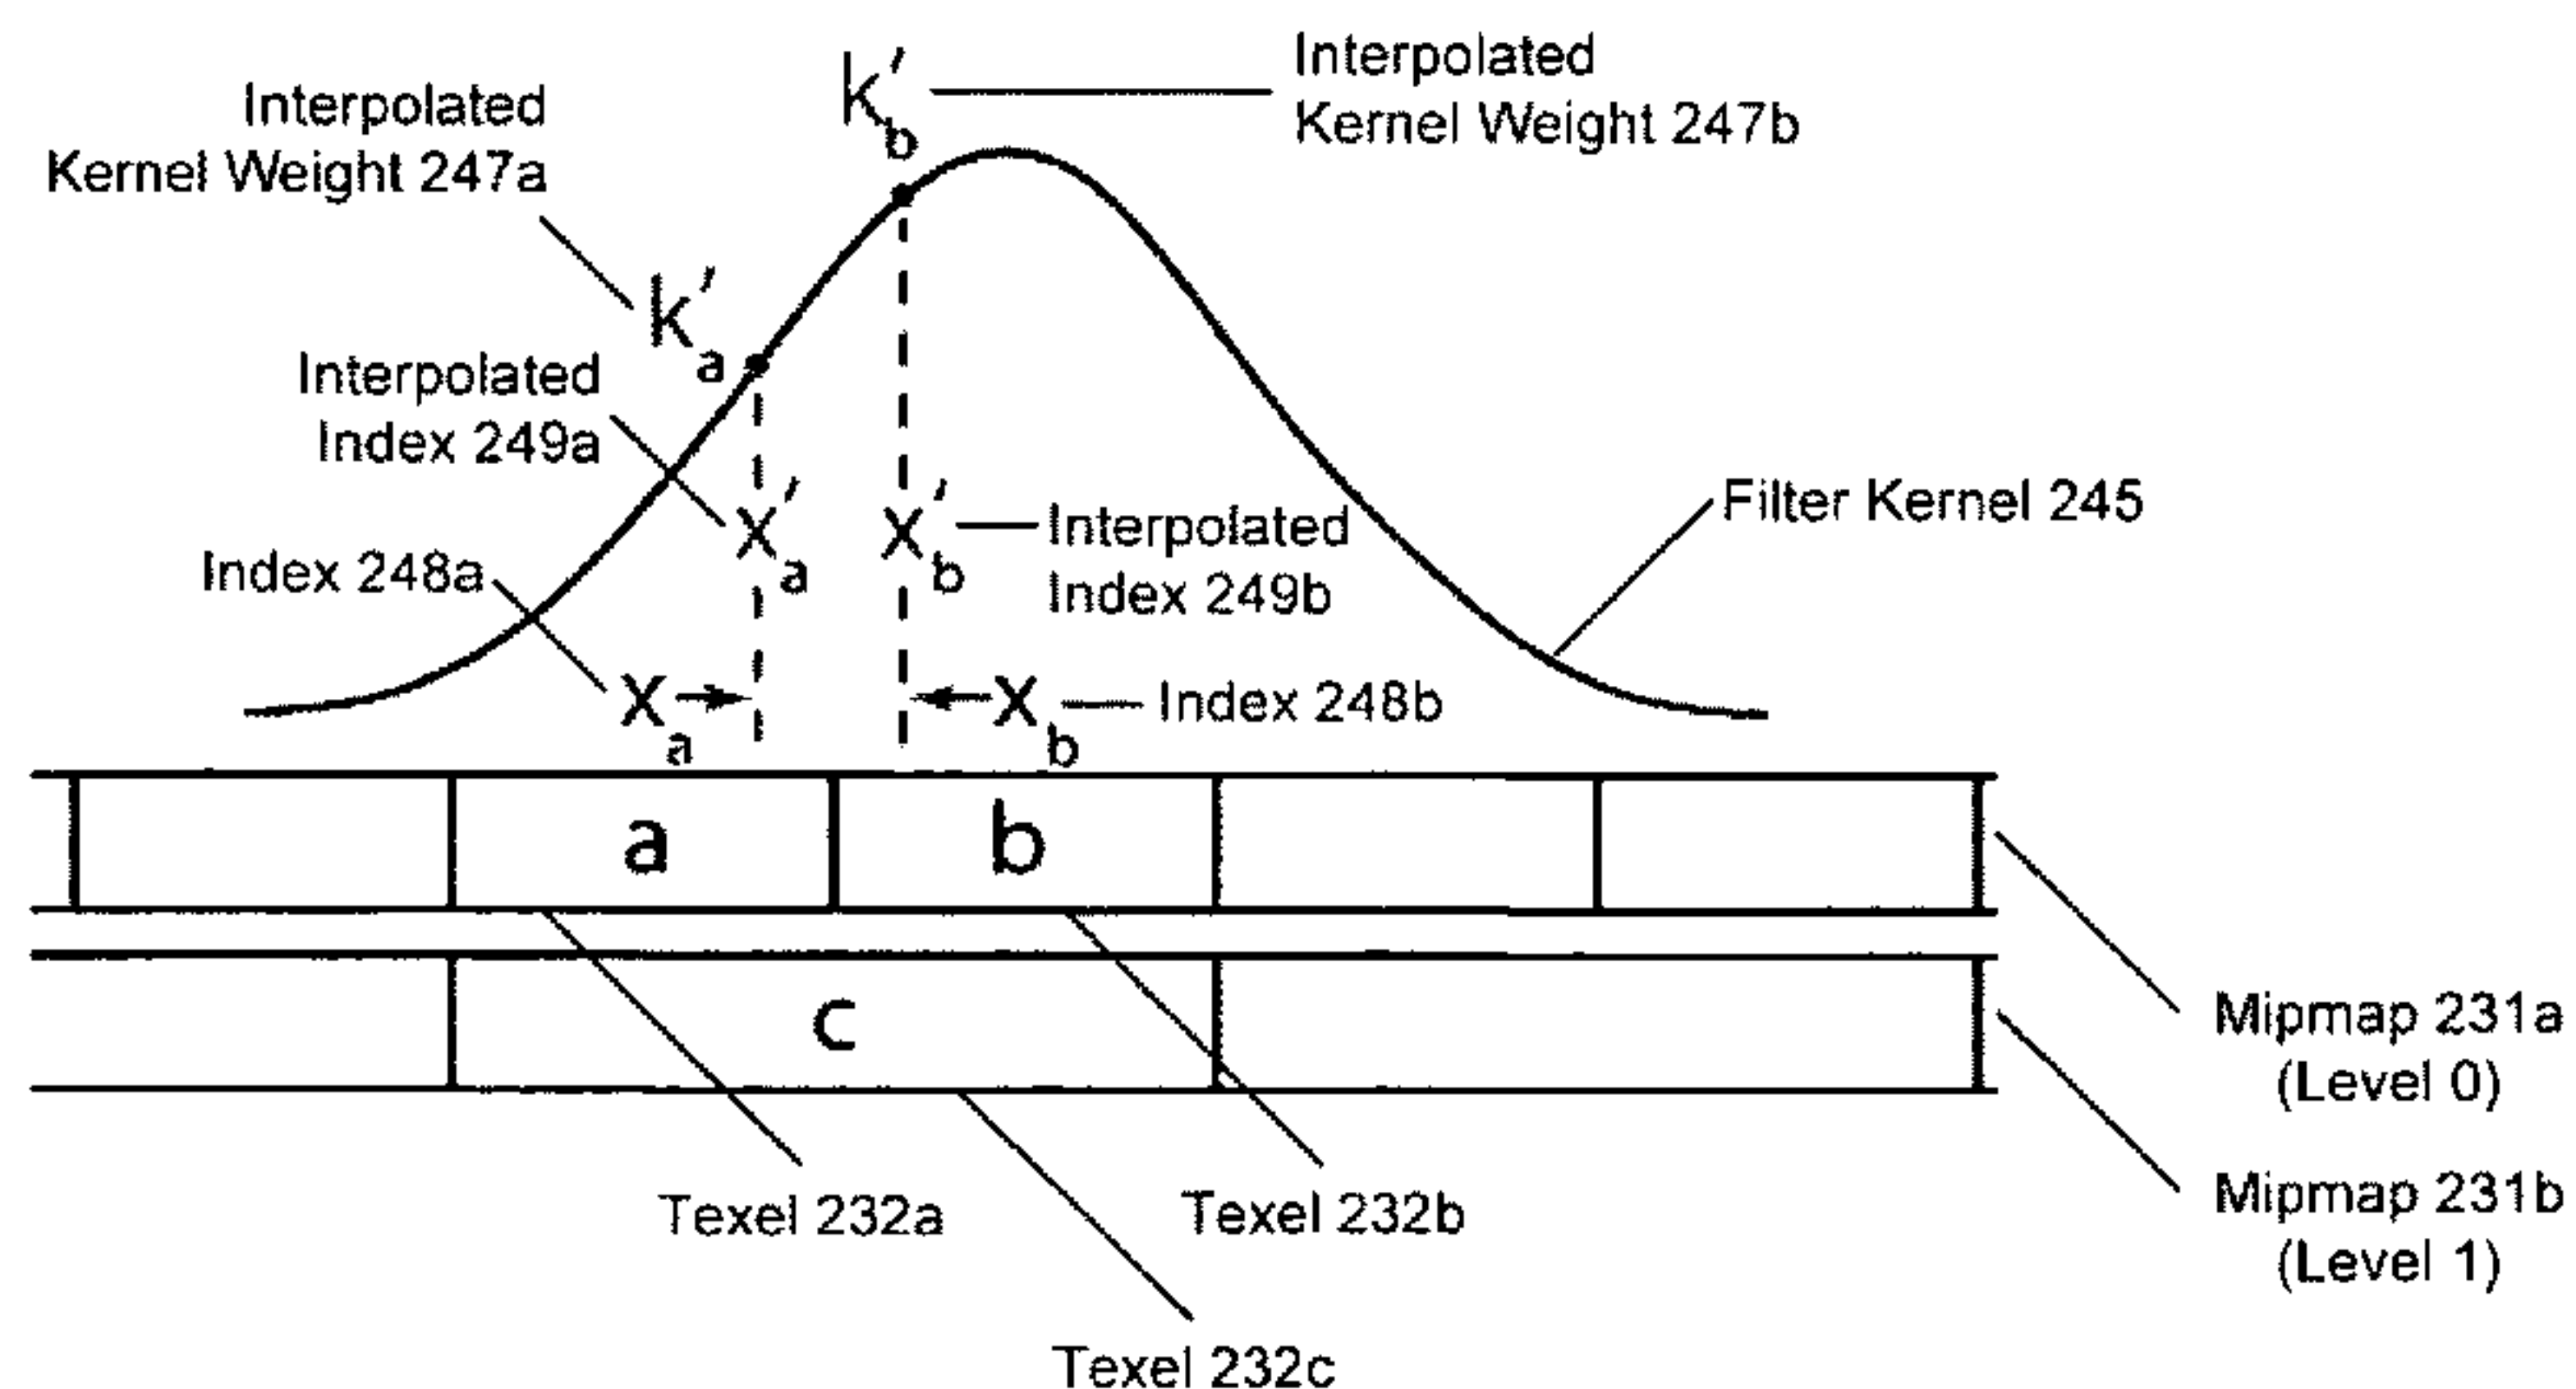 Interpolated
Kernel Weight 247a
k'b
Interpolated
Kernel Weight 247b
k'a
Interpolated
Index 249a
x'a
x'b
Interpolated
Index 249b
Filter Kernel 245
Index 248a
xa
xb
Index 248b
a
b
c
Mipmap 231a
(Level 0)
Texel 232a
Texel 232b
Mipmap 231b
(Level 1)
Texel 232c